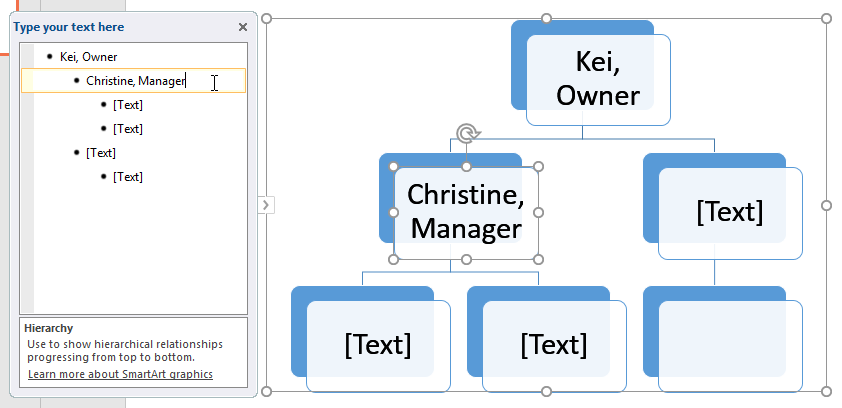 Type your text here
Kei, Owner
Christine, Manager
[Text]
[Text]
[Text]
[Text]
Hierarchy
Use to show hierarchical relationships
progressing from top to bottom.
Learn more about SmartArt graphics
Kei,
Owner
Christine,
Manager
[Text]
[Text]
[Text]